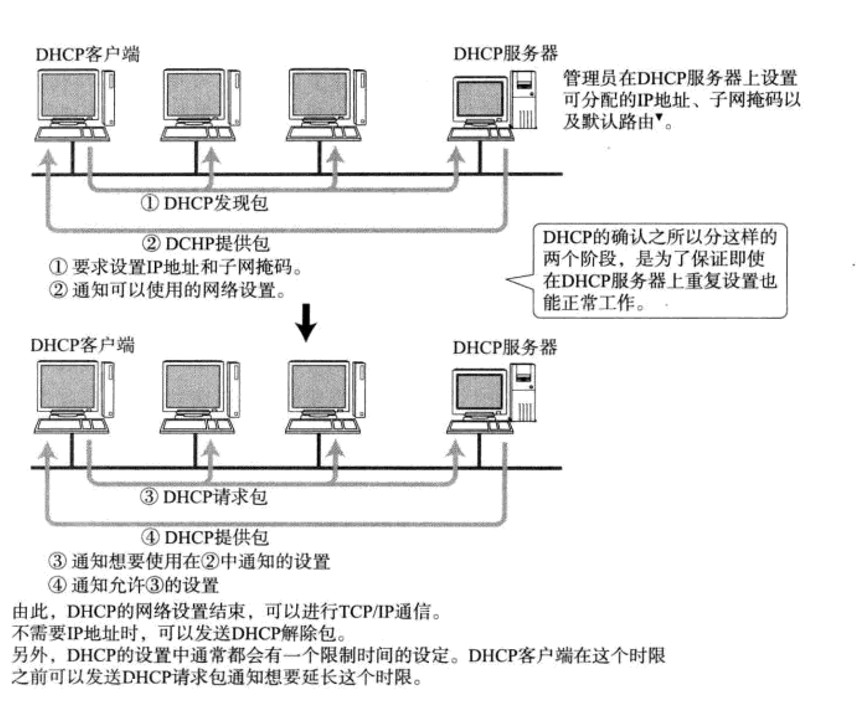 DHCP客户端
DHCP服务器
管理员在DHCP服务器上设置
可分配的IP地址、子网掩码以
及默认路由▼。
① DHCP发现包
② DCHP提供包
① 要求设置IP地址和子网掩码。
② 通知可以使用的网络设置。
DHCP的确认之所以分这样的
两个阶段，是为了保证即使
在DHCP服务器上重复设置也
能正常工作。
DHCP客户端
DHCP服务器
③ DHCP请求包
④ DHCP提供包
③ 通知想要使用在②中通知的设置
④ 通知允许③的设置
由此，DHCP的网络设置结束，可以进行TCP/IP通信。
不需要IP地址时，可以发送DHCP解除包。
另外，DHCP的设置中通常都会有一个限制时间的设定。DHCP客户端在这个时限
之前可以发送DHCP请求包通知想要延长这个时限。